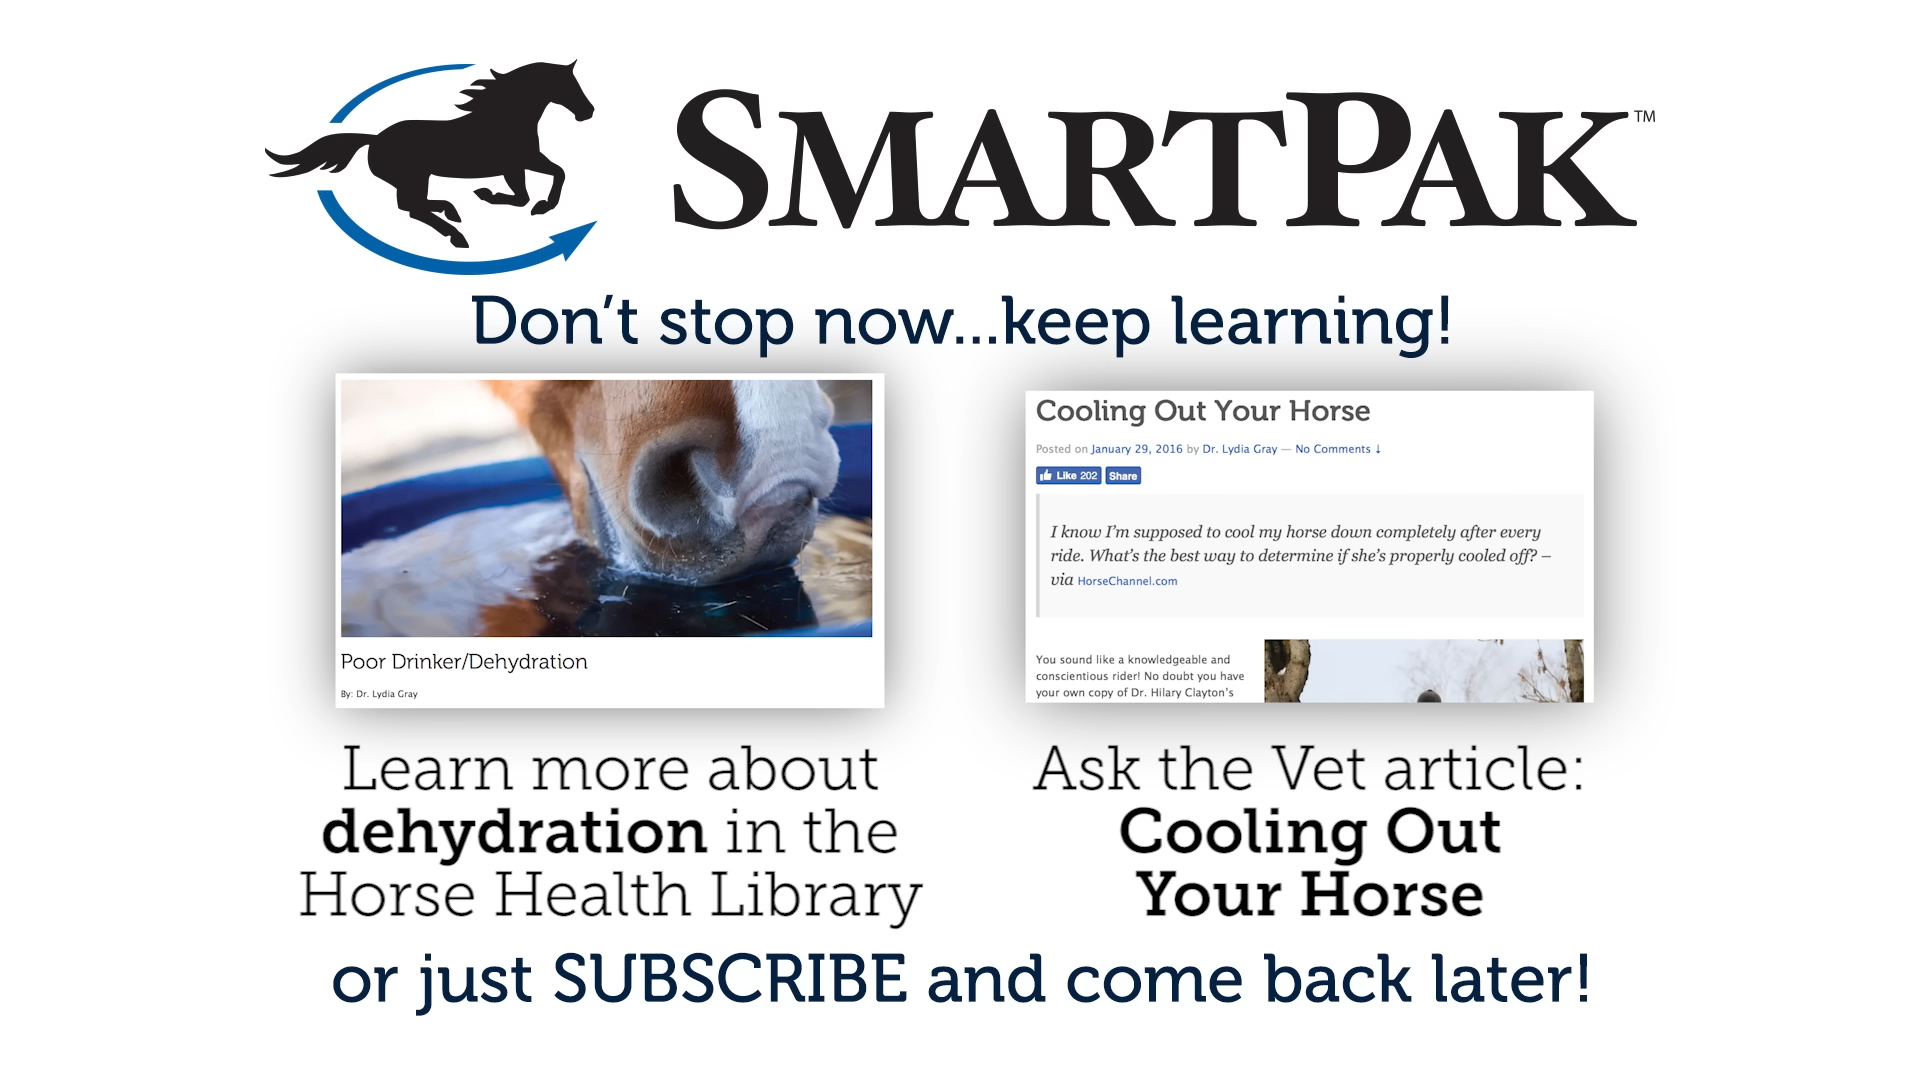 SMARTPAK™
Don't stop now...keep learning!
Poor Drinker/Dehydration
By: Dr. Lydia Gray
Learn more about
dehydration in the
Horse Health Library
Cooling Out Your Horse
Posted on January 29, 2016 by Dr. Lydia Gray — No Comments ↓
Like 202 Share
I know I'm supposed to cool my horse down completely after every
ride. What's the best way to determine if she's properly cooled off? –
via HorseChannel.com
You sound like a knowledgeable and
conscientious rider! No doubt you have
your own copy of Dr. Hilary Clayton's
Ask the Vet article:
Cooling Out
Your Horse
or just SUBSCRIBE and come back later!